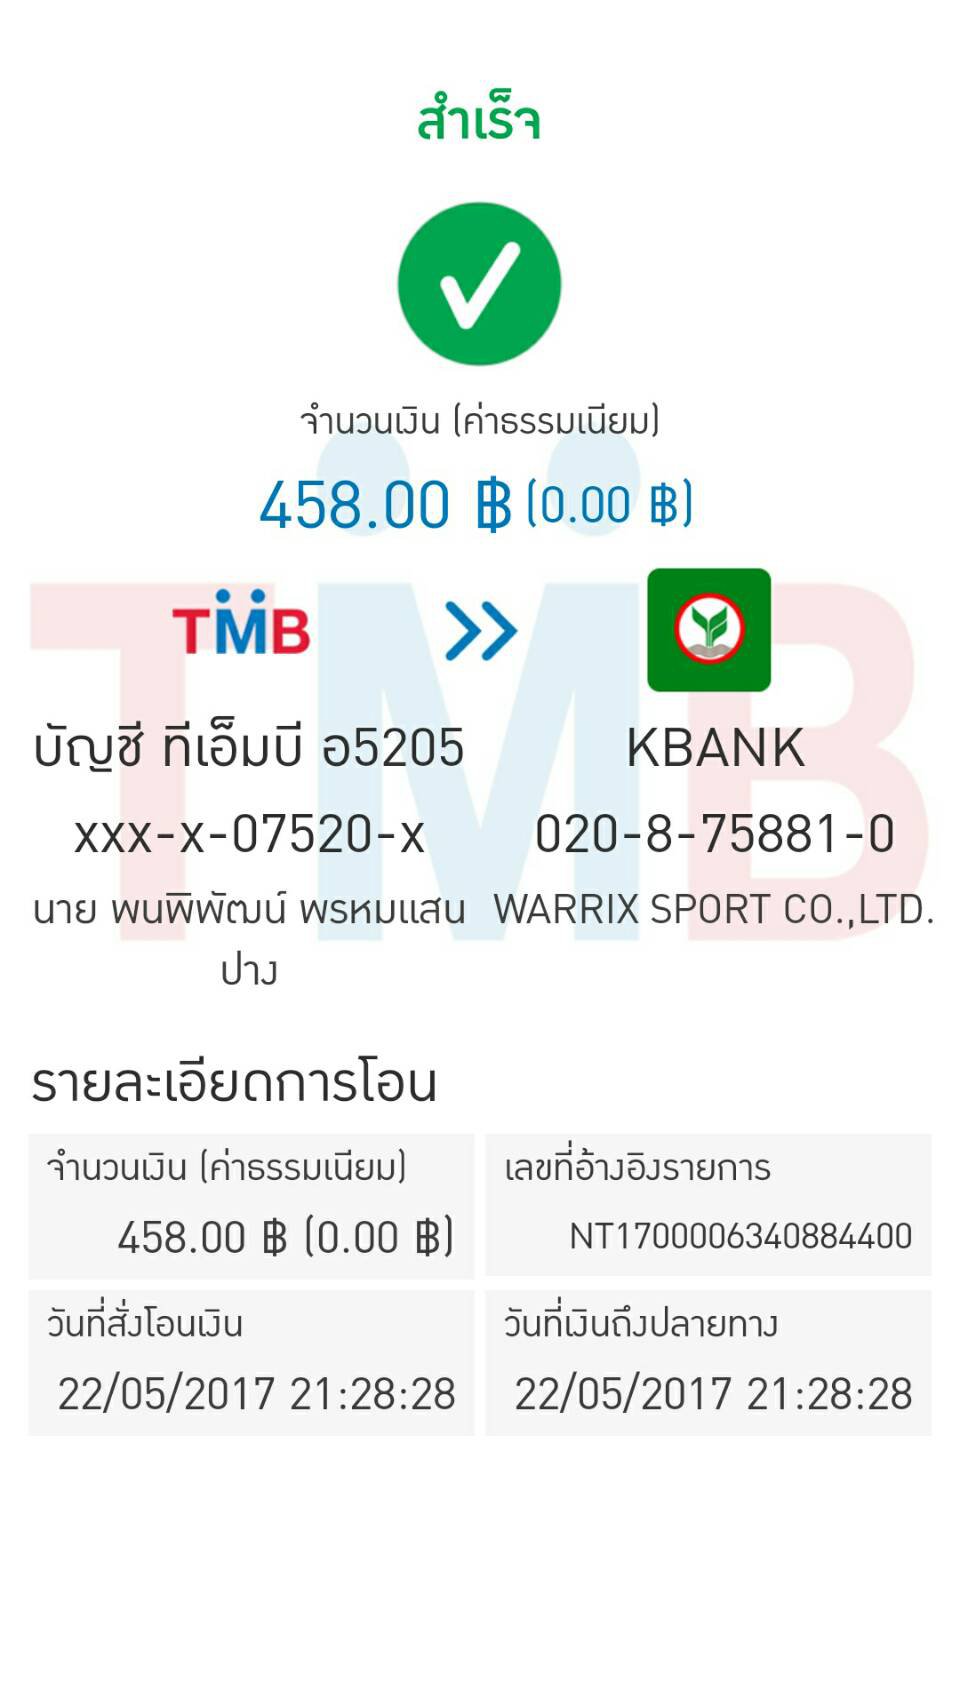 สำเร็จ
จำนวนเงิน (ค่าธรรมเนียม)
458.00 ฿ (0.00 ฿)
TMB
บัญชี ทีเอ็มบี อ5205
KBANK
xxx-x-07520-x
020-8-75881-0
นาย พนพิพัฒน์ พรหมแสน
ปาง
WARRIX SPORT CO.,LTD.
รายละเอียดการโอน
จำนวนเงิน (ค่าธรรมเนียม)
458.00 ฿ (0.00 ฿)
เลขที่อ้างอิงรายการ
NT1700006340884400
วันที่สั่งโอนเงิน
22/05/2017 21:28:28
วันที่เงินถึงปลายทาง
22/05/2017 21:28:28